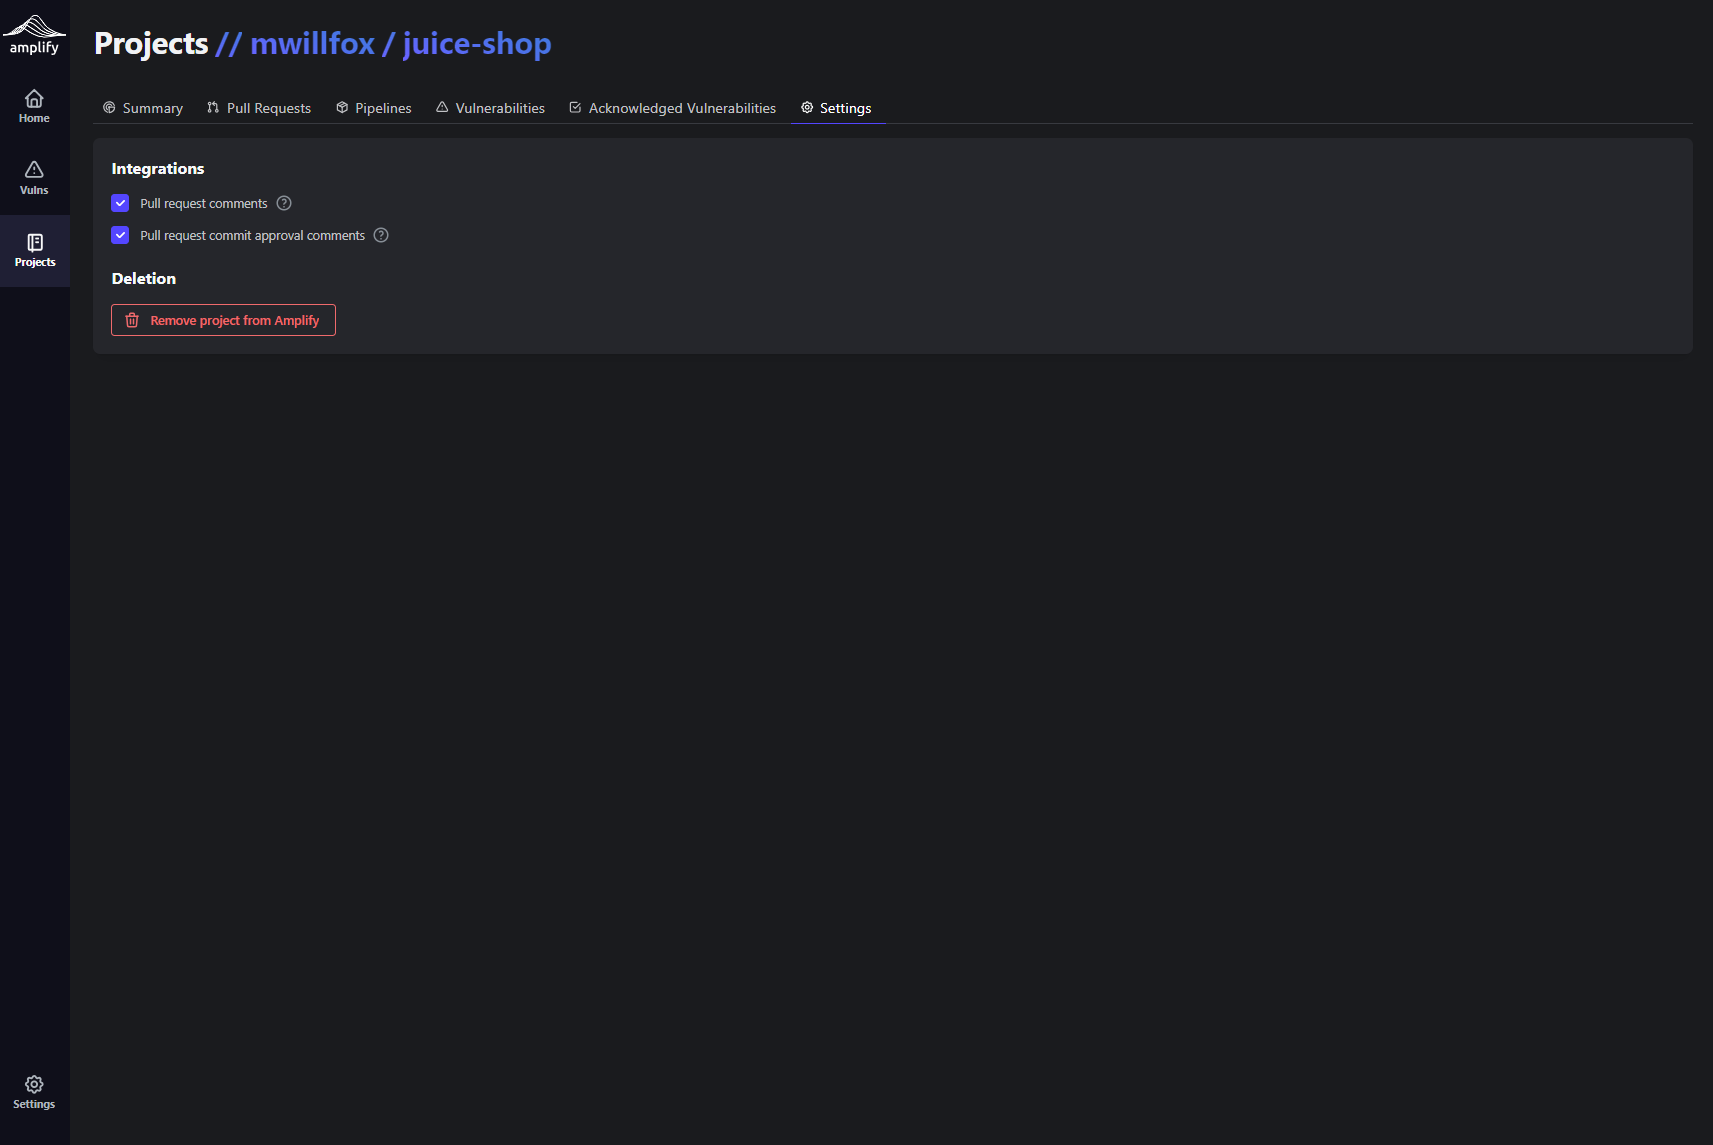 amplify
Home
Vulns
Projects
Settings
Projects // mwillfox / juice-shop
Summary Pull Requests Pipelines Vulnerabilities Acknowledged Vulnerabilities Settings
Integrations
Pull request comments ?
Pull request commit approval comments ?
Deletion
Remove project from Amplify